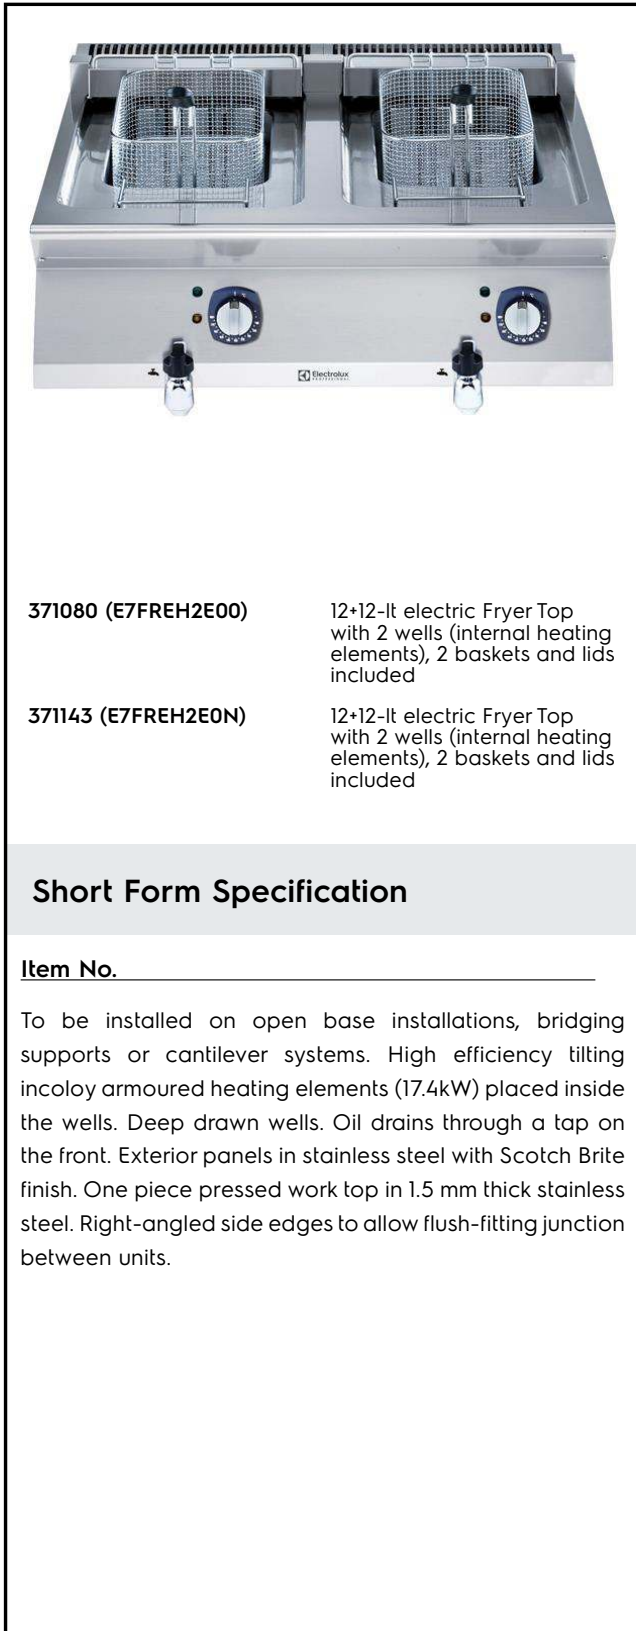 Electrolux
PROFESSIONAL
371080 (E7FREH2E00)
12+12-lt electric Fryer Top
with 2 wells (internal heating
elements), 2 baskets and lids
included
371143 (E7FREH2E0N)
12+12-lt electric Fryer Top
with 2 wells (internal heating
elements), 2 baskets and lids
included
Short Form Specification
Item No.
To be installed on open base installations, bridging
supports or cantilever systems. High efficiency tilting
incoloy armoured heating elements (17.4kW) placed inside
the wells. Deep drawn wells. Oil drains through a tap on
the front. Exterior panels in stainless steel with Scotch Brite
finish. One piece pressed work top in 1.5 mm thick stainless
steel. Right-angled side edges to allow flush-fitting junction
between units.